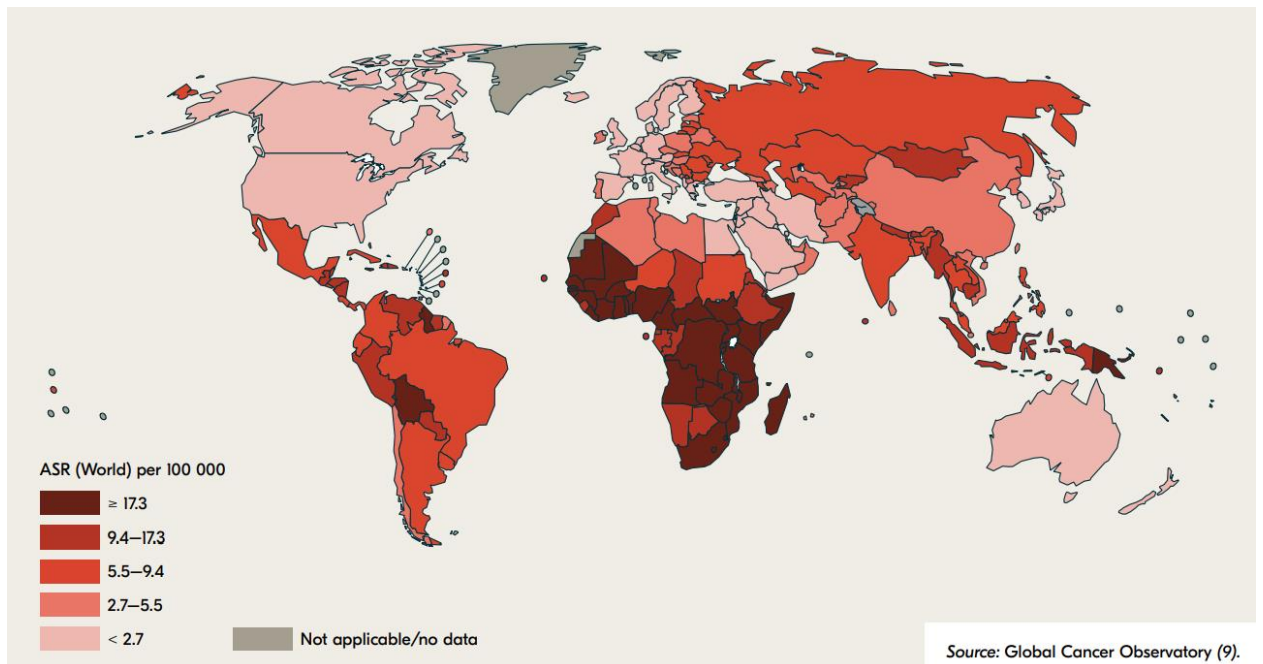 ASR (World) per 100 000
≥ 17.3
9.4–17.3
5.5–9.4
2.7–5.5
< 2.7
Not applicable/no data
Source: Global Cancer Observatory (9).